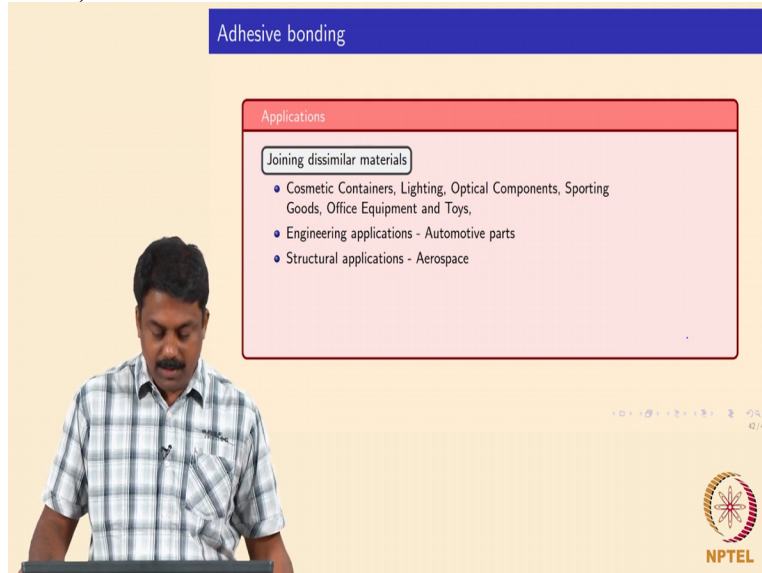 Adhesive bonding
Applications
Joining dissimilar materials
Cosmetic Containers, Lighting, Optical Components, Sporting
Goods, Office Equipment and Toys,
Engineering applications - Automotive parts
Structural applications - Aerospace
NPTEL